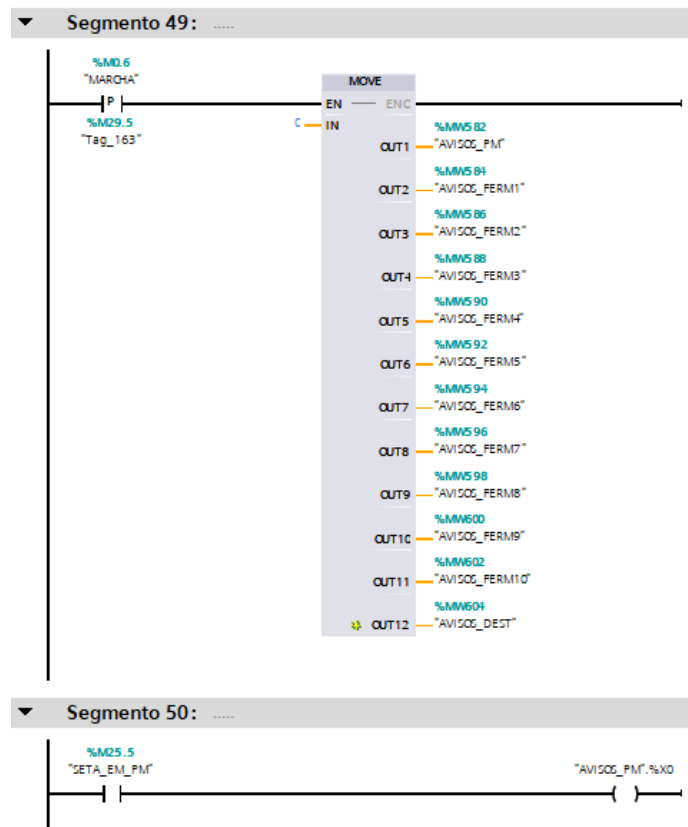 Segmento 49: .....
%M0.6
"MARCHA"
P
%M29.5
"Tag_163"
MOVE
EN ENO
0 IN
%MW582
OUT1 "AVISOS_PM"
%MW584
OUT2 "AVISOS_FERM1"
%MW586
OUT3 "AVISOS_FERM2"
%MW588
OUT4 "AVISOS_FERM3"
%MW590
OUT5 "AVISOS_FERM4"
%MW592
OUT6 "AVISOS_FERM5"
%MW594
OUT7 "AVISOS_FERM6"
%MW596
OUT8 "AVISOS_FERM7"
%MW598
OUT9 "AVISOS_FERM8"
%MW600
OUT10 "AVISOS_FERM9"
%MW602
OUT11 "AVISOS_FERM10"
%MW604
OUT12 "AVISOS_DEST"
Segmento 50: .....
%M25.5
"SETA_EM_PM"
"AVISOS_PM".%X0